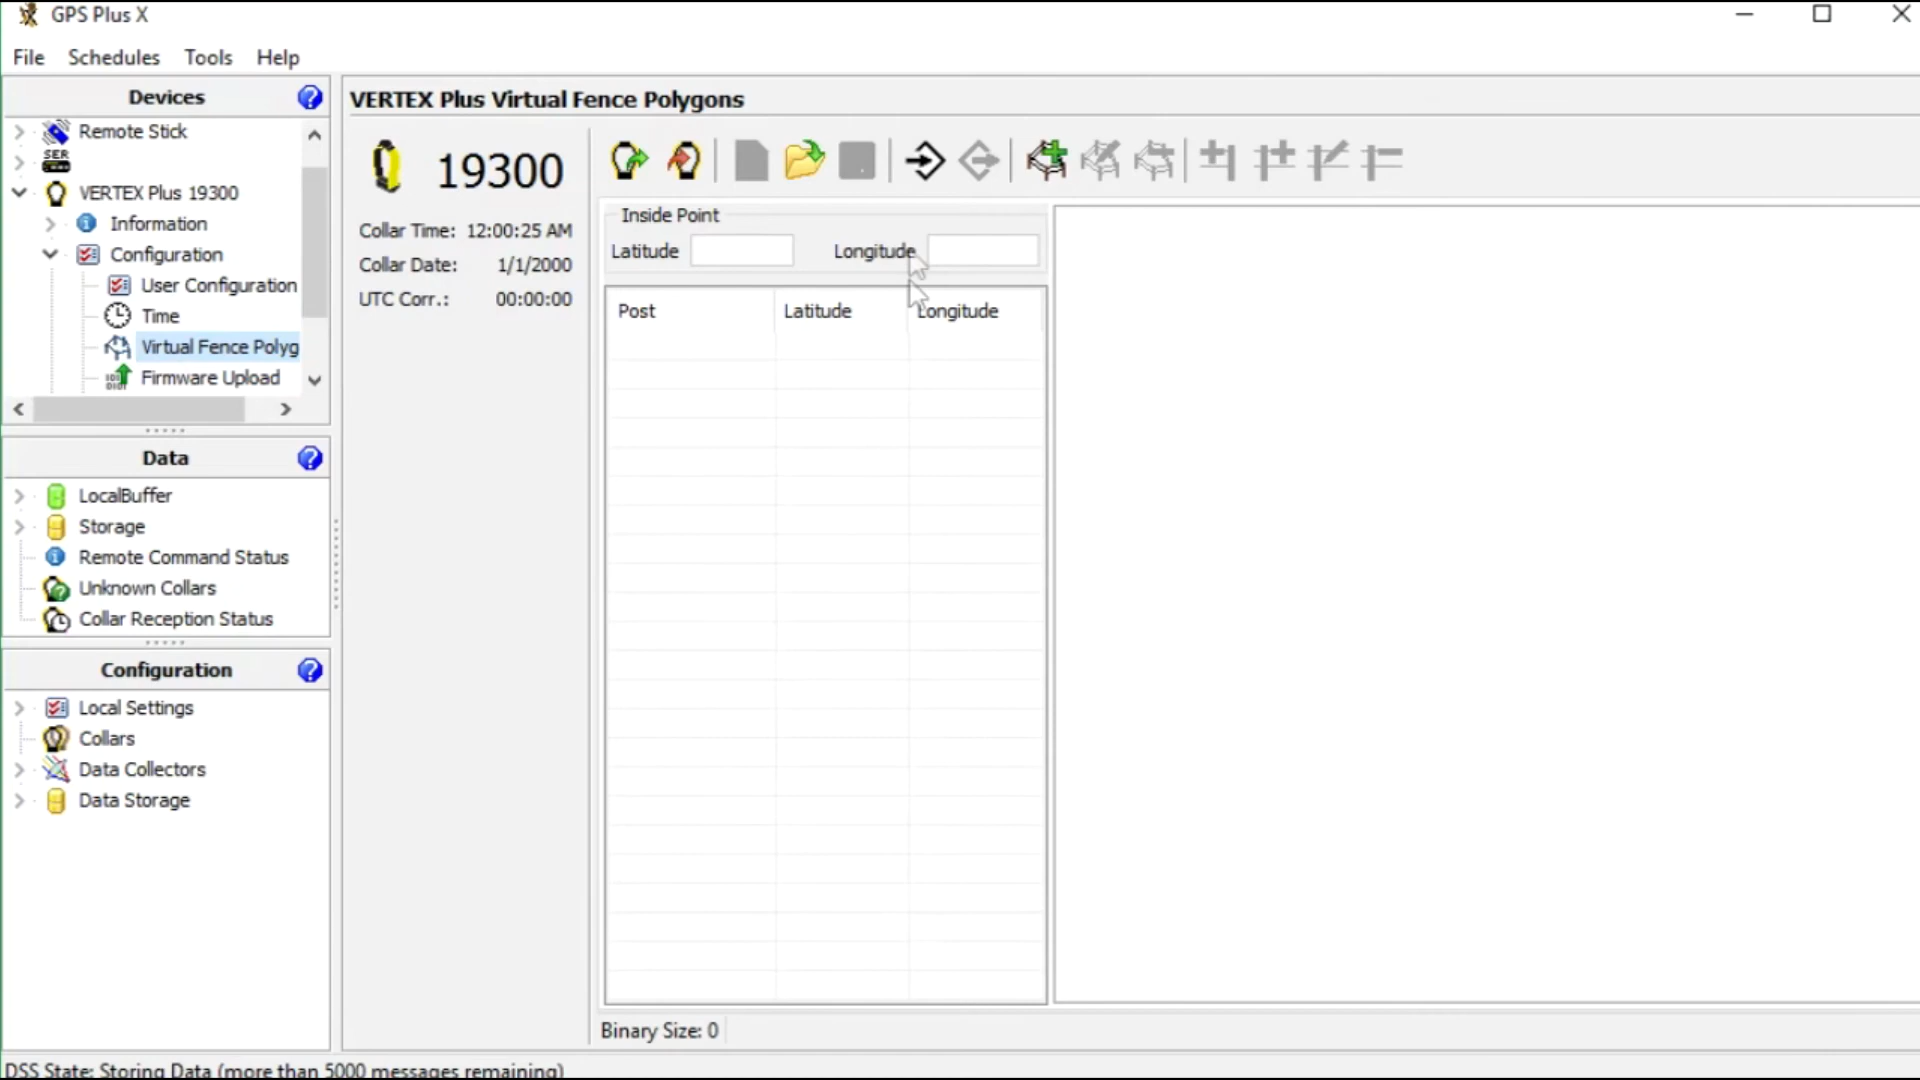 GPS Plus X
File Schedules Tools Help
Devices
Remote Stick
SER
VERTEX Plus 19300
Information
Configuration
User Configuration
Time
Virtual Fence Polyg
Firmware Upload
Data
LocalBuffer
Storage
Remote Command Status
Unknown Collars
Collar Reception Status
Configuration
Local Settings
Collars
Data Collectors
Data Storage
VERTEX Plus Virtual Fence Polygons
19300
Collar Time: 12:00:25 AM
Collar Date: 1/1/2000
UTC Corr.: 00:00:00
Inside Point
Latitude Longitude
Post Latitude Longitude
Binary Size: 0
DSS State: Storing Data (more than 5000 messages remaining)